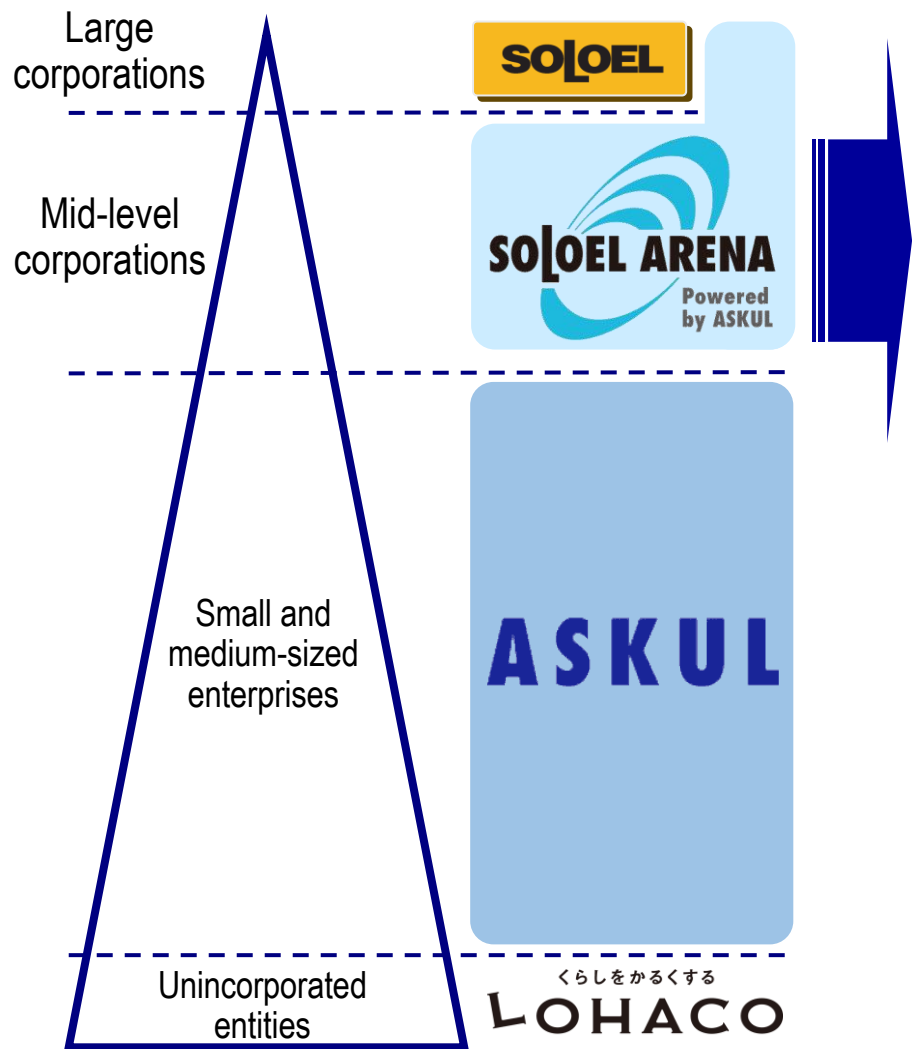 Large
corporations
SOLOEL
Mid-level
corporations
SOLOEL ARENA
Powered
by ASKUL
Small and
medium-sized
enterprises
ASKUL
Unincorporated
entities
くらしをかるくする
LOHACO